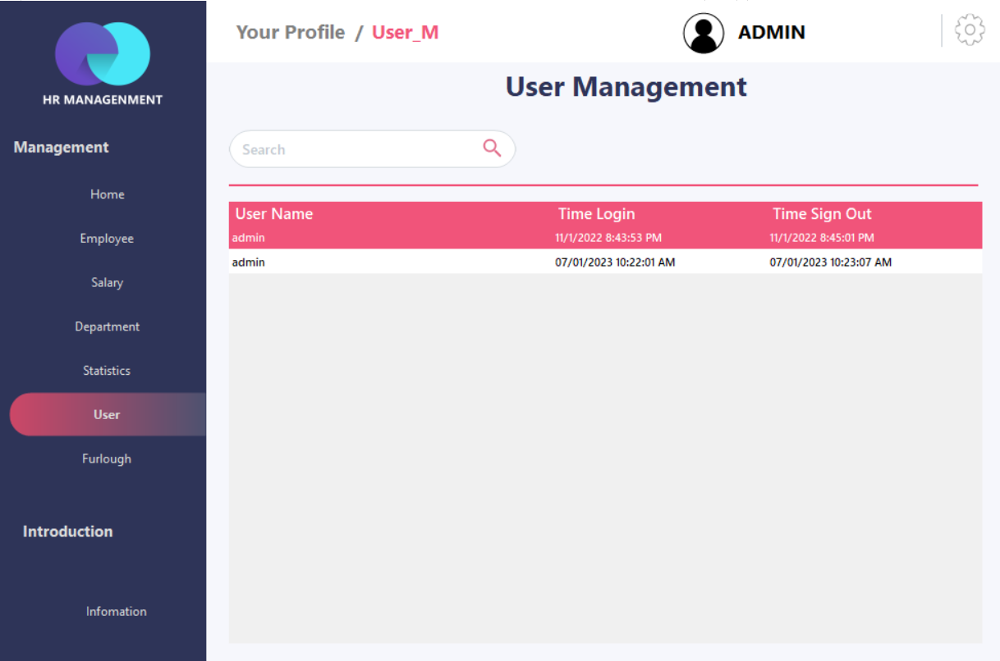 HR MANAGENMENT
Management
Home
Employee
Salary
Department
Statistics
User
Furlough
Introduction
Infomation
Your Profile / User_M
ADMIN
User Management
Search
User Name Time Login Time Sign Out
admin 11/1/2022 8:43:53 PM 11/1/2022 8:45:01 PM
admin 07/01/2023 10:22:01 AM 07/01/2023 10:23:07 AM